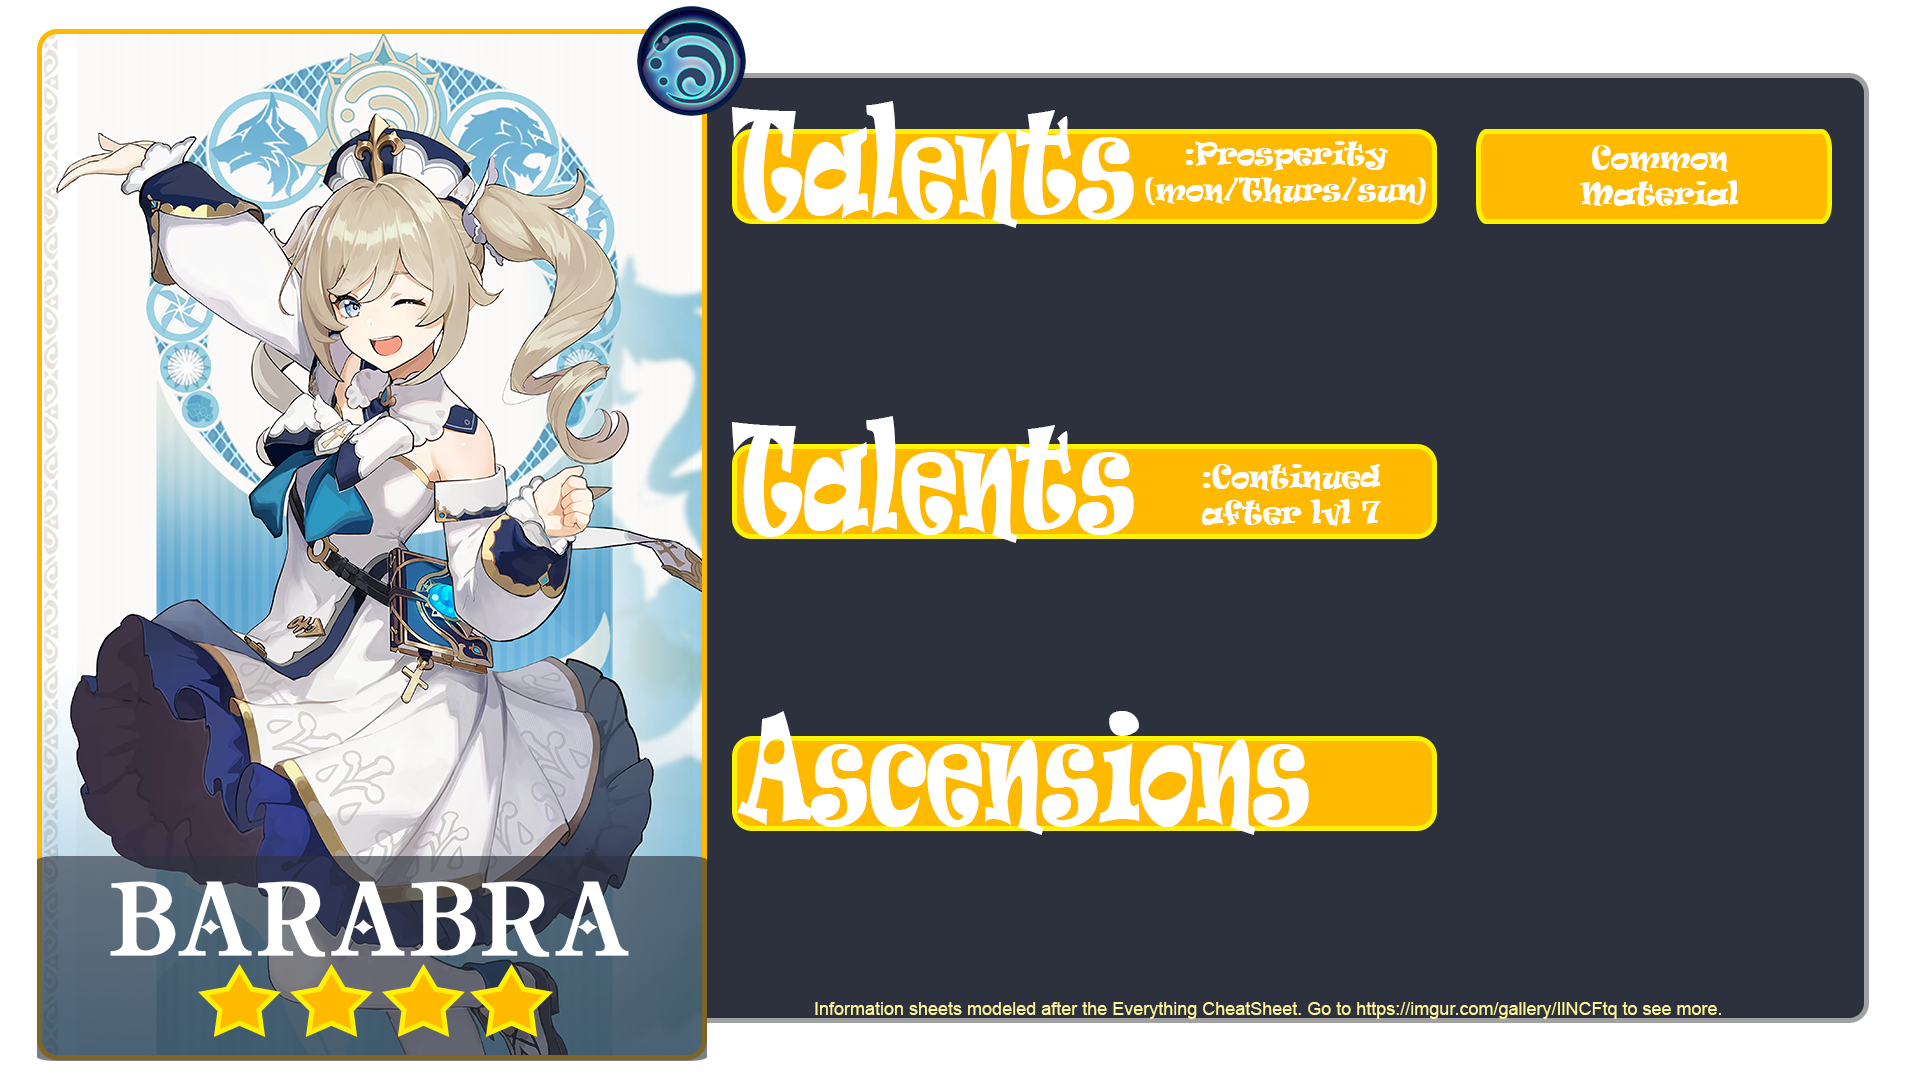 Talents
:Prosperity
(mon/Thurs/sun)
Common
Material
Talents
:Continued
after lvl 7
Ascensions
BARABRA
Information sheets modeled after the Everything CheatSheet. Go to https://imgur.com/gallery/IINCFtq to see more.